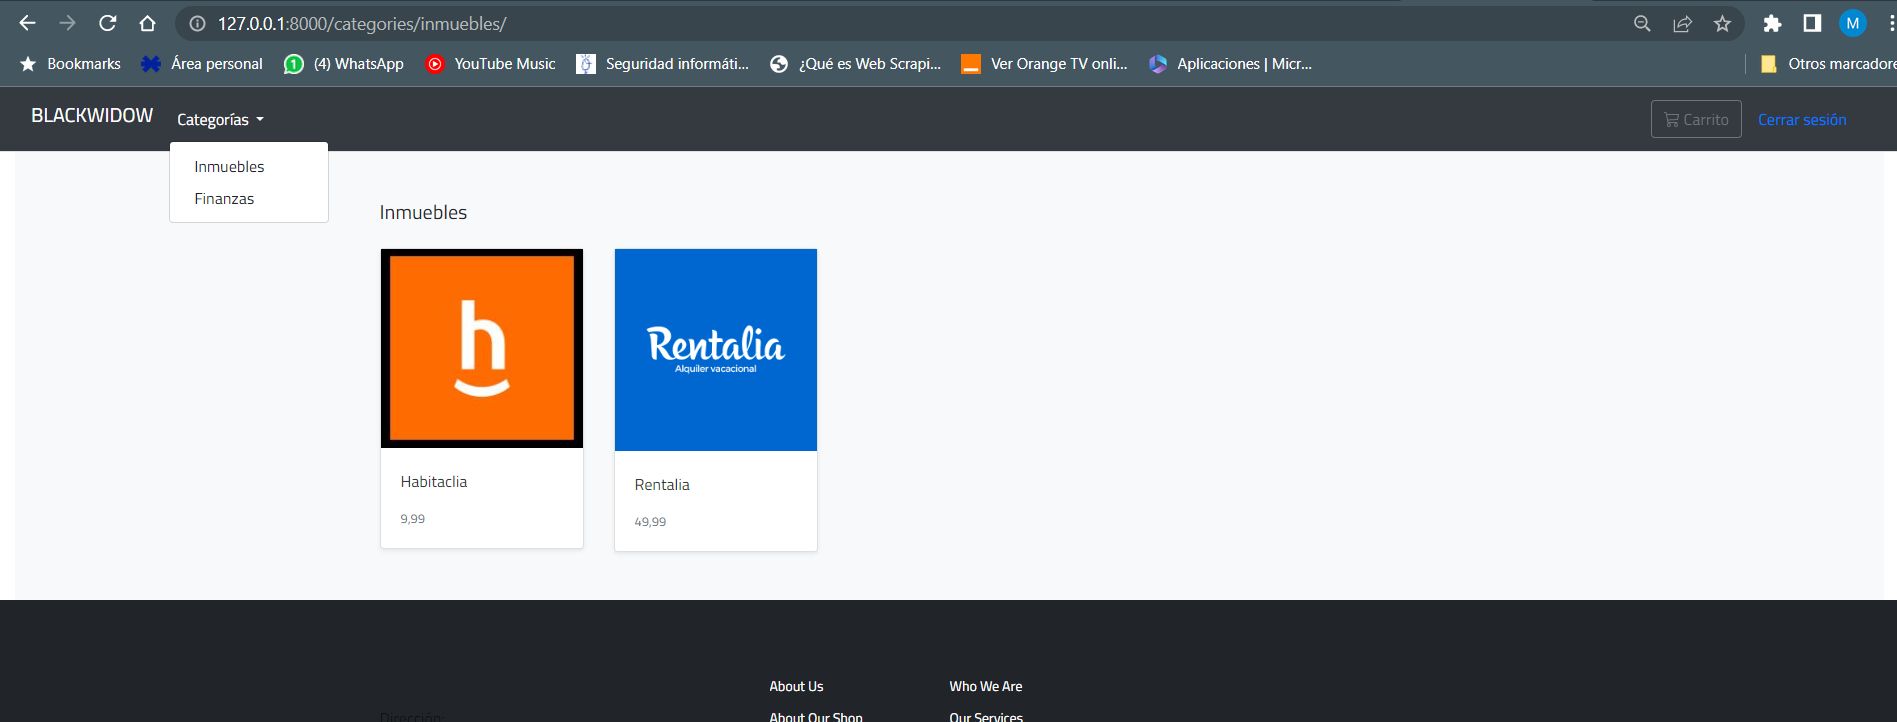 127.0.0.1:8000/categories/inmuebles/
M
Bookmarks Área personal (4) WhatsApp YouTube Music Seguridad informáti... ¿Qué es Web Scrapi... Ver Orange TV onli... Aplicaciones | Micr... Otros marcadore
BLACKWIDOW Categorías Carrito Cerrar sesión
Inmuebles
Finanzas
Inmuebles
h
Rentalia
Alquiler vacacional
Habitaclia
9,99
Rentalia
49,99
About Us Who We Are
Dirección: About Our Shop Our Services